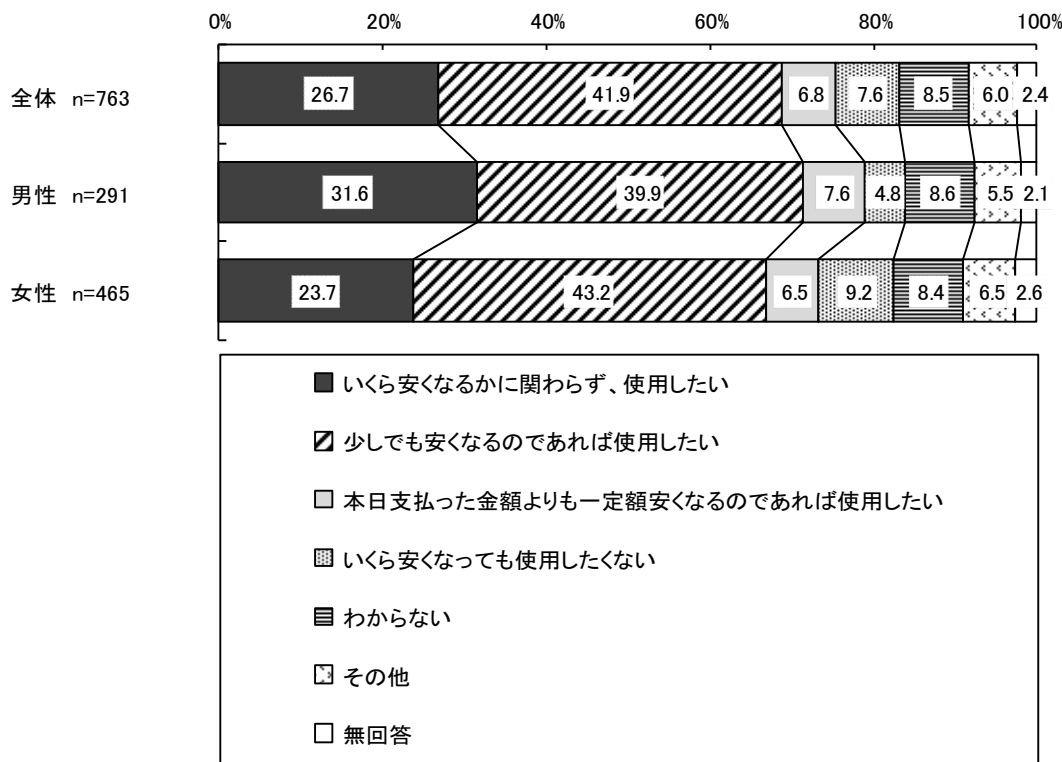 0% 20% 40% 60% 80% 100%
全体 n=763 26.7 41.9 6.8 7.6 8.5 6.0 2.4
男性 n=291 31.6 39.9 7.6 4.8 8.6 5.5 2.1
女性 n=465 23.7 43.2 6.5 9.2 8.4 6.5 2.6
いくら安くなるかに関わらず、使用したい
少しでも安くなるのであれば使用したい
本日支払った金額よりも一定額安くなるのであれば使用したい
いくら安くなっても使用したくない
わからない
その他
無回答